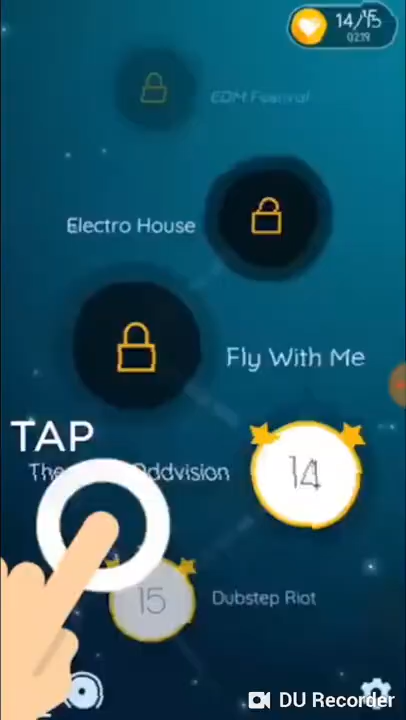 14/15
02:19
EDM Festival
Electro House
Fly With Me
TAP
The Oddvision
14
15
Dubstep Riot
DU Recorder